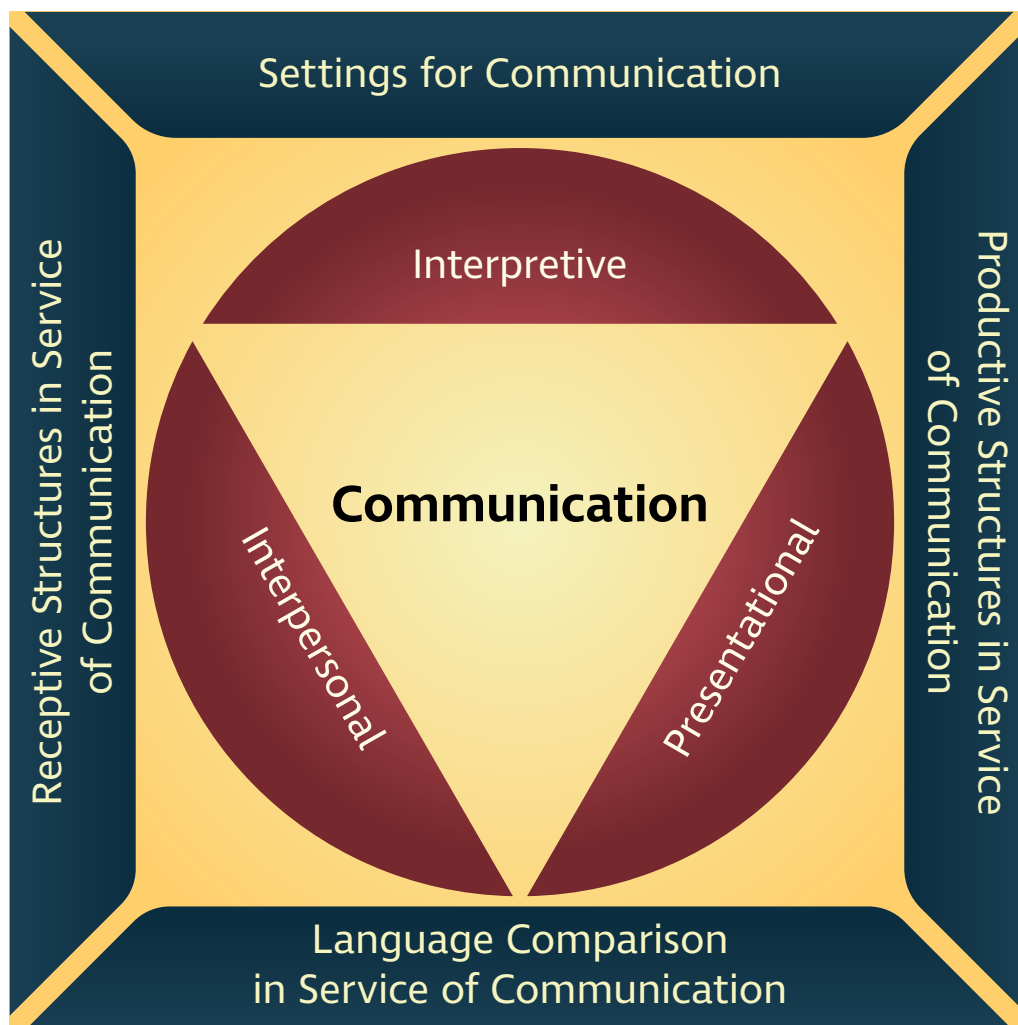 Settings for Communication
Interpretive
Receptive Structures in Service
of Communication
Communication
Productive Structures in Service
of Communication
Interpersonal
Presentational
Language Comparison
in Service of Communication